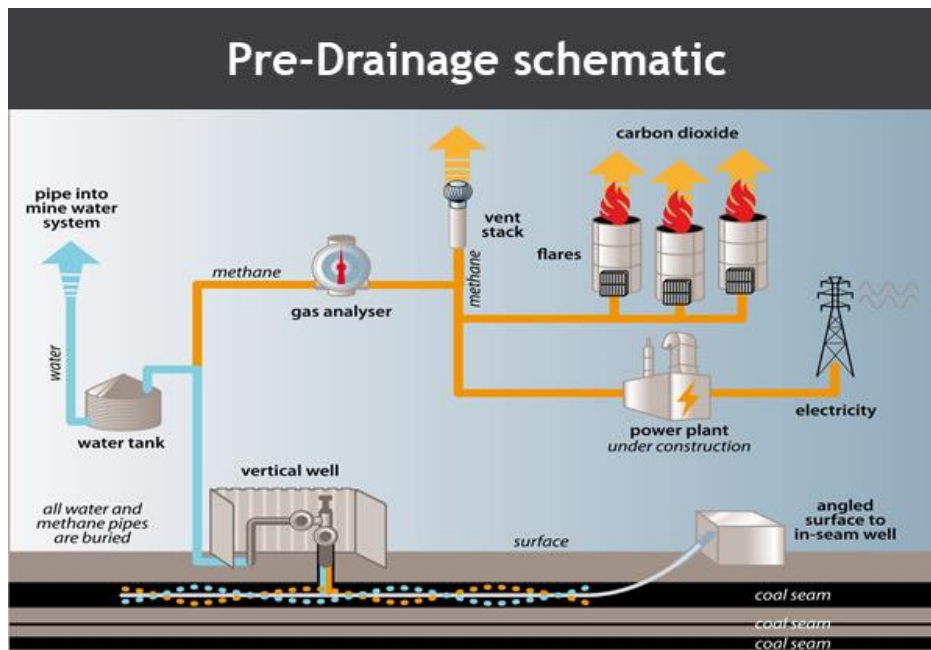 Pre-Drainage schematic
carbon dioxide
pipe into
mine water
system
vent
stack
flares
methane
gas analyser
methane
water
water tank
power plant
under construction
electricity
vertical well
all water and
methane pipes
are buried
surface
angled
surface to
in-seam well
coal seam
coal seam
coal seam